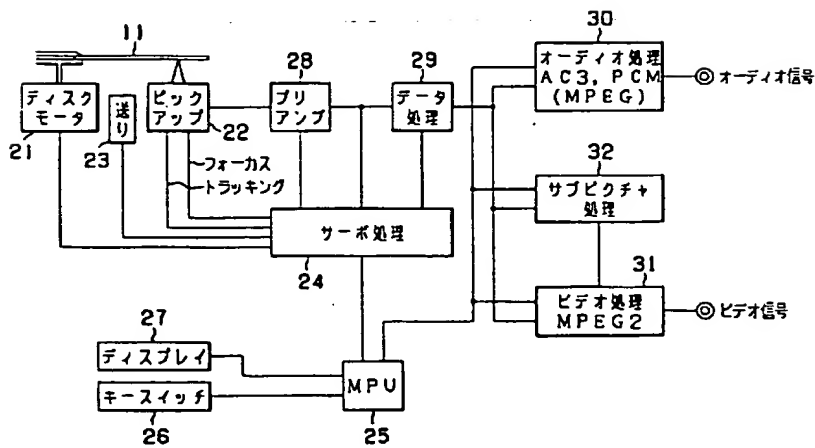 11
ディスク
モータ
21
送り
23
ピック
アップ
22
フォーカス
トラッキング
28
プリ
アンプ
29
データ
処理
サーボ処理
24
30
オーディオ処理
AC3, PCM
(MPEG)
オーディオ信号
32
サブピクチャ
処理
31
ビデオ処理
MPEG2
ビデオ信号
27
ディスプレイ
キースイッチ
26
MPU
25